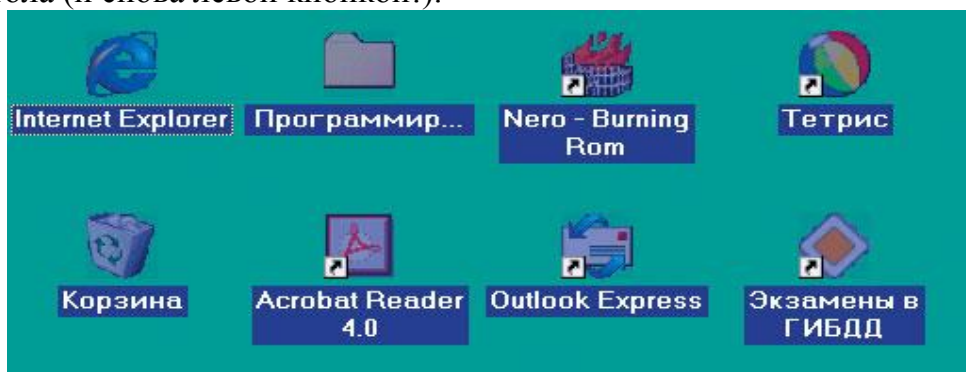 Internet Explorer
Программир...
Nero - Burning
Rom
Тетрис
Корзина
Acrobat Reader
4.0
Outlook Express
Экзамены в
ГИБДД